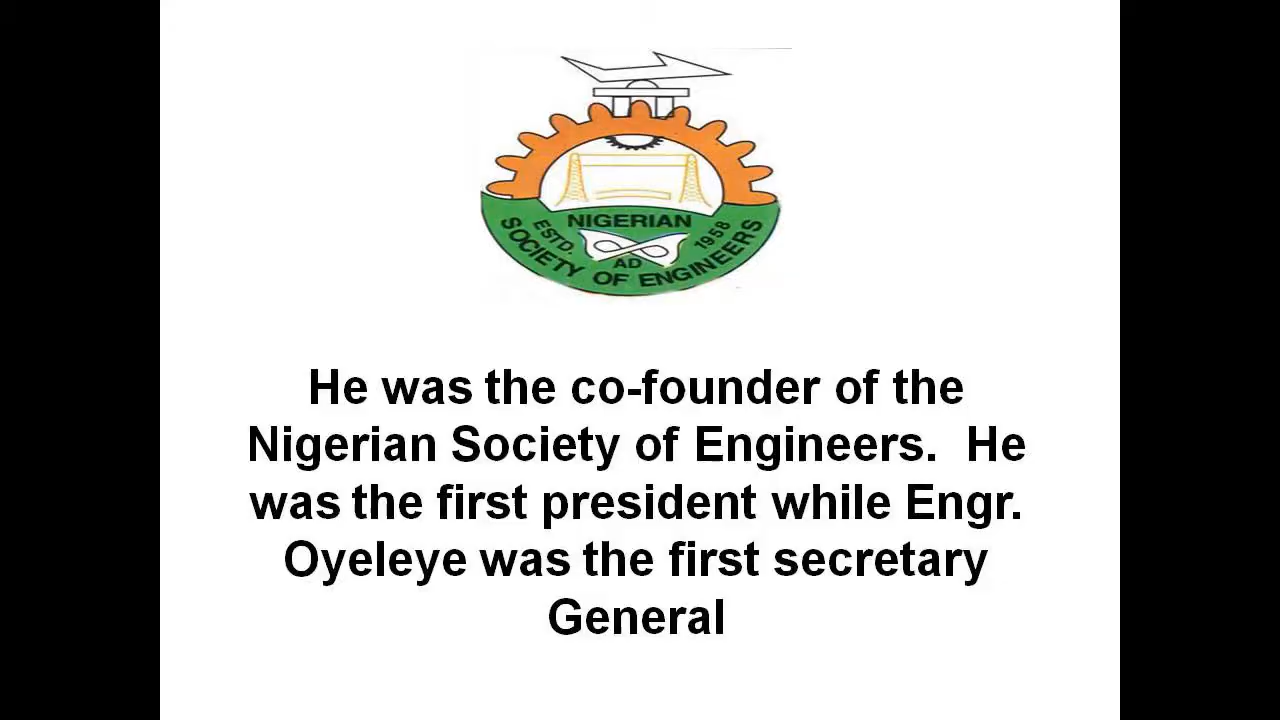 NIGERIAN
ESTD. AD 1958
SOCIETY OF ENGINEERS
He was the co-founder of the
Nigerian Society of Engineers.  He
was the first president while Engr.
Oyeleye was the first secretary
General